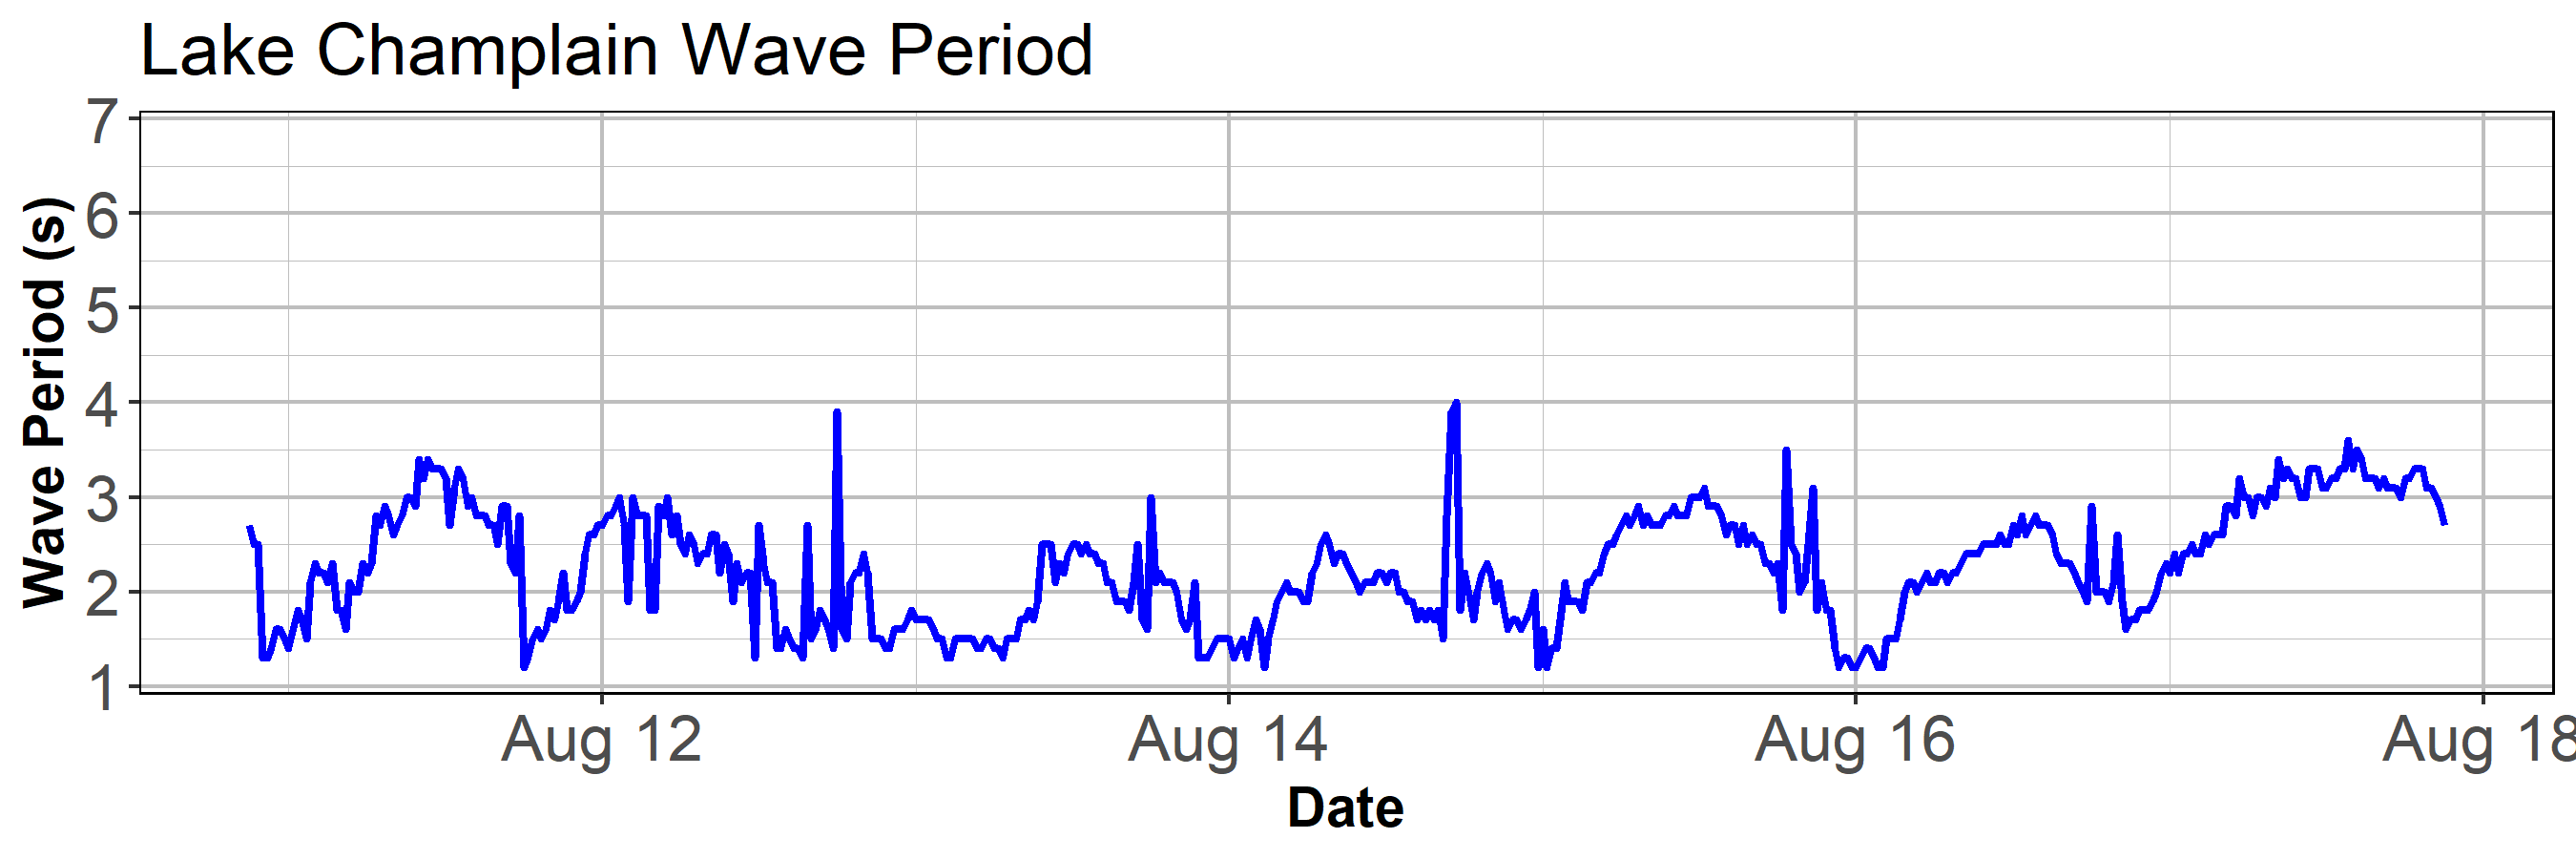 Lake Champlain Wave Period
Wave Period (s)
7
6
5
4
3
2
1
Aug 12
Aug 14
Aug 16
Aug 18
Date